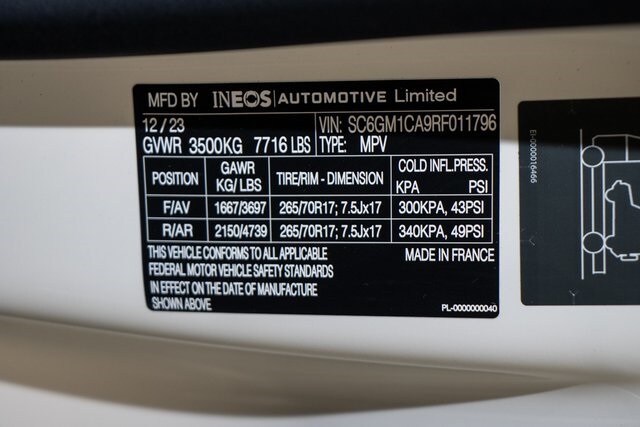 MFD BY INEOS AUTOMOTIVE Limited
12/23 VIN: SC6GM1CA9RF011796
GVWR 3500KG 7716 LBS TYPE: MPV
POSITION GAWR KG/LBS TIRE/RIM - DIMENSION COLD INFL.PRESS. KPA PSI
F/AV 1667/3697 265/70R17; 7.5Jx17 300KPA, 43PSI
R/AR 2150/4739 265/70R17; 7.5Jx17 340KPA, 49PSI
THIS VEHICLE CONFORMS TO ALL APPLICABLE MADE IN FRANCE
FEDERAL MOTOR VEHICLE SAFETY STANDARDS
IN EFFECT ON THE DATE OF MANUFACTURE
SHOWN ABOVE PL-0000000040
EI-0000016466